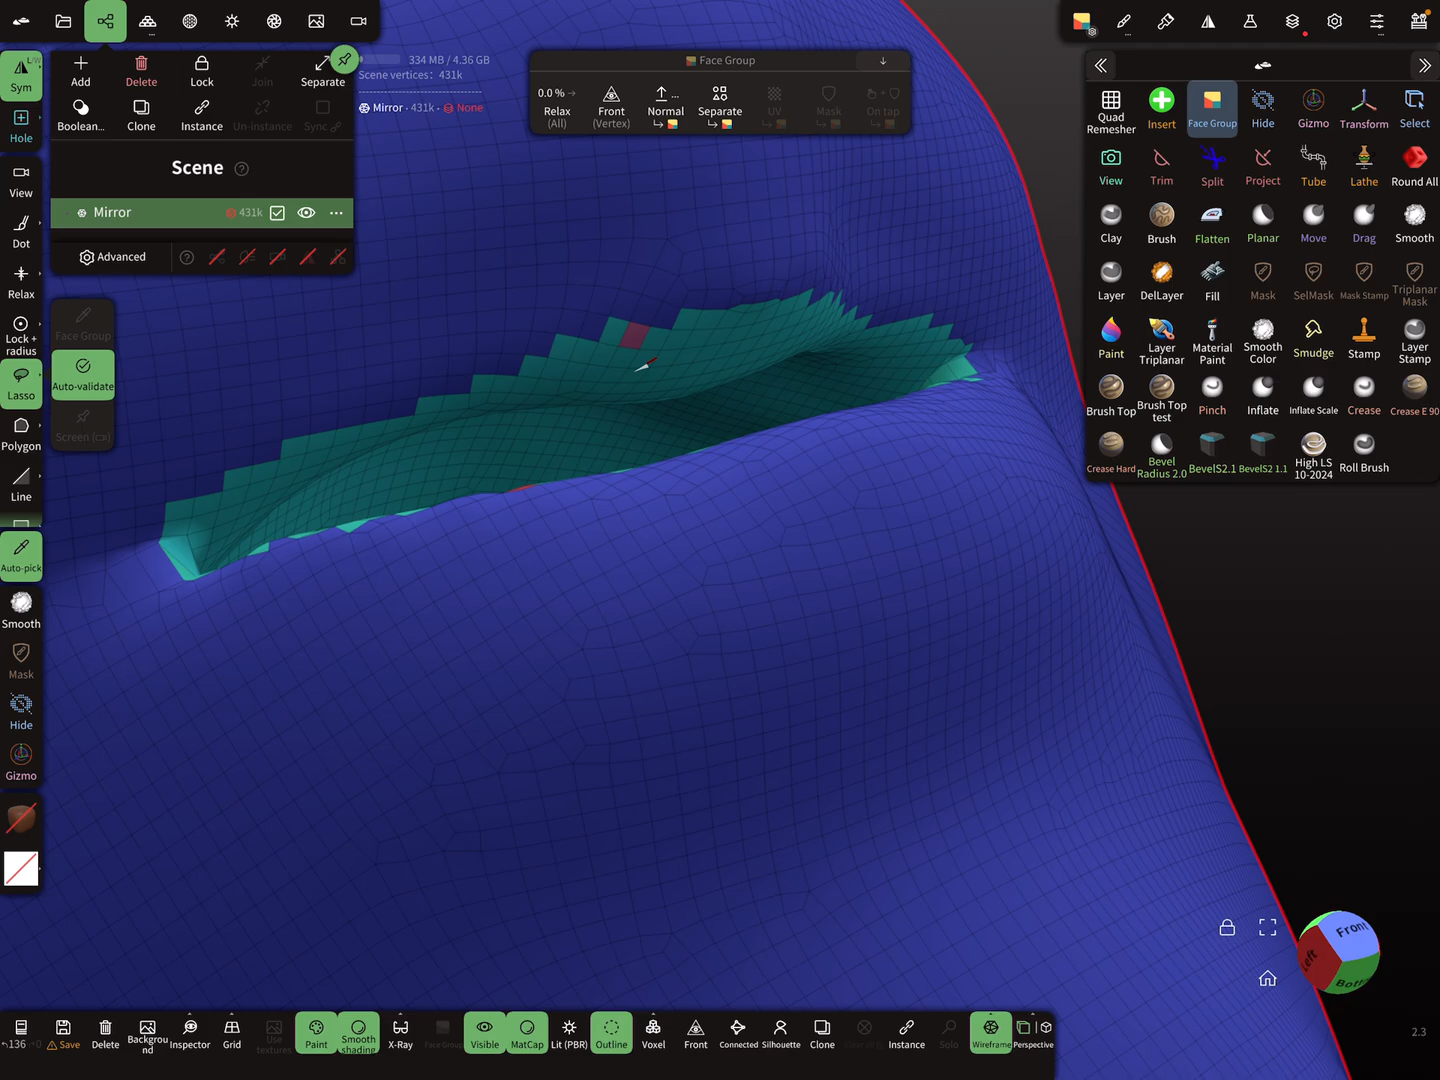 334 MB / 4.36 GB
Scene vertices: 431k
Mirror · 431k · None
Add
Delete
Lock
Join
Separate
Boolean...
Clone
Instance
Un-instance
Sync
Scene
Mirror
431k
Advanced
L/W
Sym
Hole
View
Dot
Relax
Lock + radius
Lasso
Polygon
Line
Auto-pick
Smooth
Mask
Hide
Gizmo
Face Group
Auto-validate
Screen
Face Group
0.0 %
Relax (All)
Front (Vertex)
Normal
Separate
UV
Mask
On tap
Quad Remesher
Insert
Face Group
Hide
Gizmo
Transform
Select
View
Trim
Split
Project
Tube
Lathe
Round All
Clay
Brush
Flatten
Planar
Move
Drag
Smooth
Layer
DelLayer
Fill
Mask
SelMask
Mask Stamp
Triplanar Mask
Paint
Layer Triplanar
Material Paint
Smooth Color
Smudge
Stamp
Layer Stamp
Brush Top
Brush Top test
Pinch
Inflate
Inflate Scale
Crease
Crease E 90
Crease Hard
Bevel Radius 2.0
BevelS2.1
BevelS2 1.1
High LS 10-2024
Roll Brush
Front
Left
2.3
136
Save
Delete
Background
Inspector
Grid
Use textures
Paint
Smooth shading
X-Ray
Face Group
Visible
MatCap
Lit (PBR)
Outline
Voxel
Front
Connected
Silhouette
Clone
Instance
Solo
Wireframe
Perspective